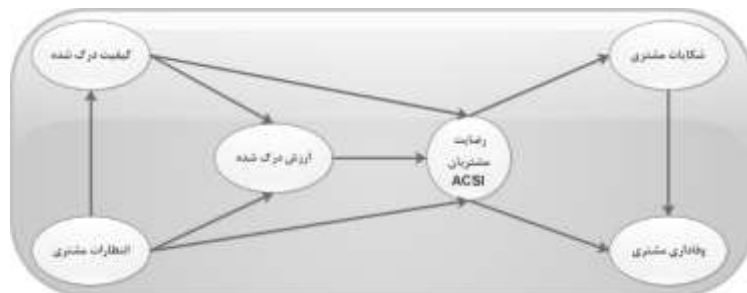 کیفیت درک شده
شکایات مشتری
ارزش درک شده
رضایت
مشتریان
ACSI
انتظارات مشتری
وفاداری مشتری